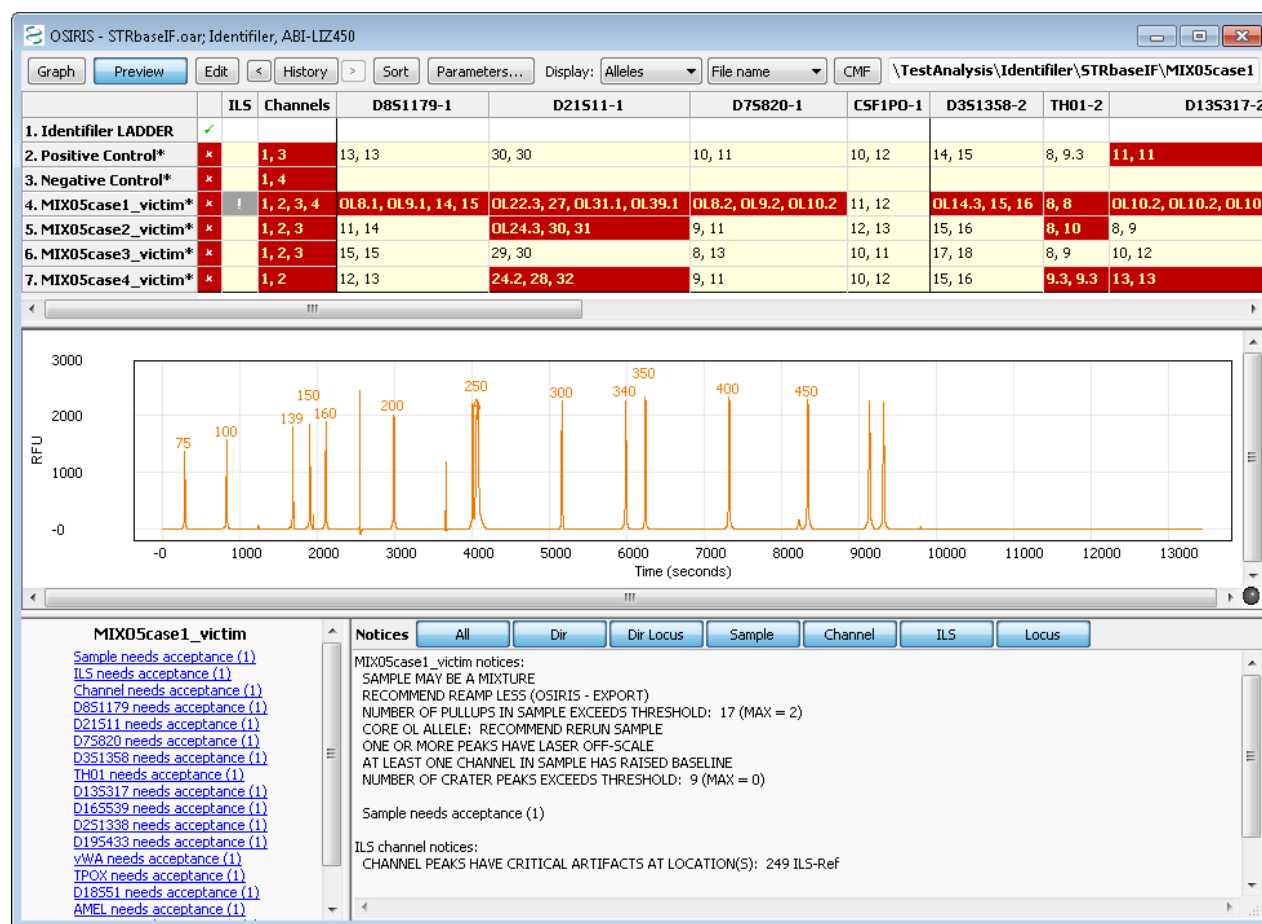 OSIRIS - STRbaseIF.oar; Identifiler, ABI-LIZ450
Graph Preview Edit < History > Sort Parameters... Display: Alleles File name CMF \TestAnalysis\Identifiler\STRbaseIF\MIX05case1
ILS Channels D8S1179-1 D21S11-1 D7S820-1 CSF1PO-1 D3S1358-2 TH01-2 D13S317-2
1. Identifiler LADDER
2. Positive Control* 1, 3 13, 13 30, 30 10, 11 10, 12 14, 15 8, 9.3 11, 11
3. Negative Control* 1, 4
4. MIX05case1_victim* ! 1, 2, 3, 4 OL8.1, OL9.1, 14, 15 OL22.3, 27, OL31.1, OL39.1 OL8.2, OL9.2, OL10.2 11, 12 OL14.3, 15, 16 8, 8 OL10.2, OL10.2, OL10
5. MIX05case2_victim* 1, 2, 3 11, 14 OL24.3, 30, 31 9, 11 12, 13 15, 16 8, 10 8, 9
6. MIX05case3_victim* 1, 2, 3 15, 15 29, 30 8, 13 10, 11 17, 18 8, 9 10, 12
7. MIX05case4_victim* 1, 2 12, 13 24.2, 28, 32 9, 11 10, 12 15, 16 9.3, 9.3 13, 13
3000
2000
1000
-0
RFU
75 100 139 150 160 200 250 300 340 350 400 450
-0 1000 2000 3000 4000 5000 6000 7000 8000 9000 10000 11000 12000 13000
Time (seconds)
MIX05case1_victim
Sample needs acceptance (1)
ILS needs acceptance (1)
Channel needs acceptance (1)
D8S1179 needs acceptance (1)
D21S11 needs acceptance (1)
D7S820 needs acceptance (1)
D3S1358 needs acceptance (1)
TH01 needs acceptance (1)
D13S317 needs acceptance (1)
D16S539 needs acceptance (1)
D2S1338 needs acceptance (1)
D19S433 needs acceptance (1)
vWA needs acceptance (1)
TPOX needs acceptance (1)
D18S51 needs acceptance (1)
AMEL needs acceptance (1)
Notices All Dir Dir Locus Sample Channel ILS Locus
MIX05case1_victim notices:
SAMPLE MAY BE A MIXTURE
RECOMMEND REAMP LESS (OSIRIS - EXPORT)
NUMBER OF PULLUPS IN SAMPLE EXCEEDS THRESHOLD: 17 (MAX = 2)
CORE OL ALLELE: RECOMMEND RERUN SAMPLE
ONE OR MORE PEAKS HAVE LASER OFF-SCALE
AT LEAST ONE CHANNEL IN SAMPLE HAS RAISED BASELINE
NUMBER OF CRATER PEAKS EXCEEDS THRESHOLD: 9 (MAX = 0)
Sample needs acceptance (1)
ILS channel notices:
CHANNEL PEAKS HAVE CRITICAL ARTIFACTS AT LOCATION(S): 249 ILS-Ref